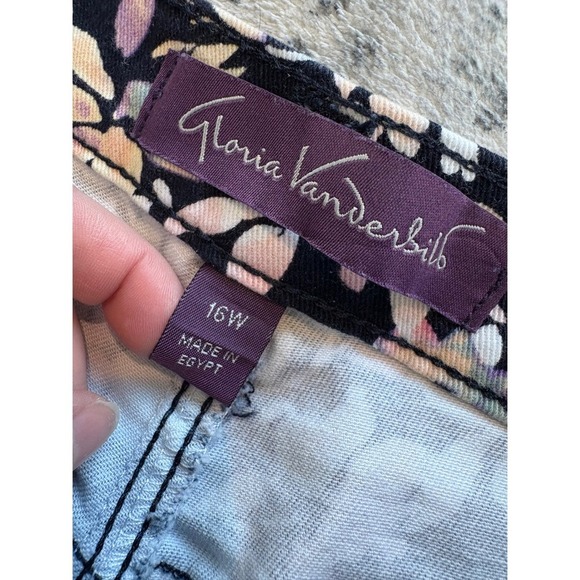 Gloria Vanderbilt
16W
MADE IN
EGYPT